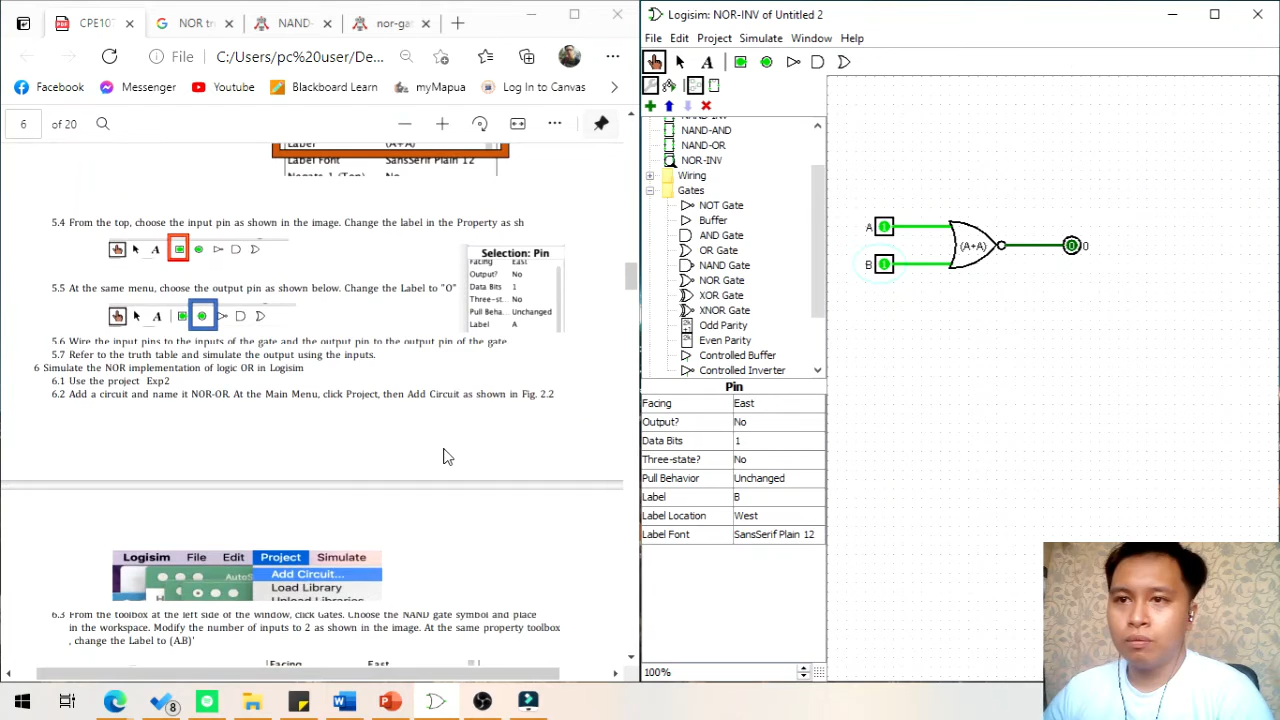 CPE10
NOR tr
NAND-
nor-ga
File
C:/Users/pc%20user/De...
Facebook
Messenger
Youtube
Blackboard Learn
myMapua
Log In to Canvas
6
of 20
Label
(A+A)
Label Font
SansSerif Plain 12
Negate 1 (Top)
No
5.4 From the top, choose the input pin as shown in the image. Change the label in the Property as sh
A
Selection: Pin
Facing
East
Output?
No
Data Bits
1
Three-st...
No
Pull Beha...
Unchanged
Label
A
5.5 At the same menu, choose the output pin as shown below. Change the Label to "O"
A
5.6 Wire the input pins to the inputs of the gate and the output pin to the output pin of the gate
5.7 Refer to the truth table and simulate the output using the inputs.
6 Simulate the NOR implementation of logic OR in Logisim
6.1 Use the project Exp2
6.2 Add a circuit and name it NOR-OR. At the Main Menu, click Project, then Add Circuit as shown in Fig. 2.2
Logisim File Edit Project Simulate
AutoS
Add Circuit...
Load Library
Unload Libraries
6.3 From the toolbox at the left side of the window, click Gates. Choose the NAND gate symbol and place
in the workspace. Modify the number of inputs to 2 as shown in the image. At the same property toolbox
, change the Label to (A.B)'
Facing
East
8
Logisim: NOR-INV of Untitled 2
File Edit Project Simulate Window Help
A
NAND-INV
NAND-AND
NAND-OR
NOR-INV
Wiring
Gates
NOT Gate
Buffer
AND Gate
OR Gate
NAND Gate
NOR Gate
XOR Gate
XNOR Gate
Odd Parity
Even Parity
Controlled Buffer
Controlled Inverter
Pin
Facing
East
Output?
No
Data Bits
1
Three-state?
No
Pull Behavior
Unchanged
Label
B
Label Location
West
Label Font
SansSerif Plain 12
100%
A
1
B
1
(A+A)
0
O